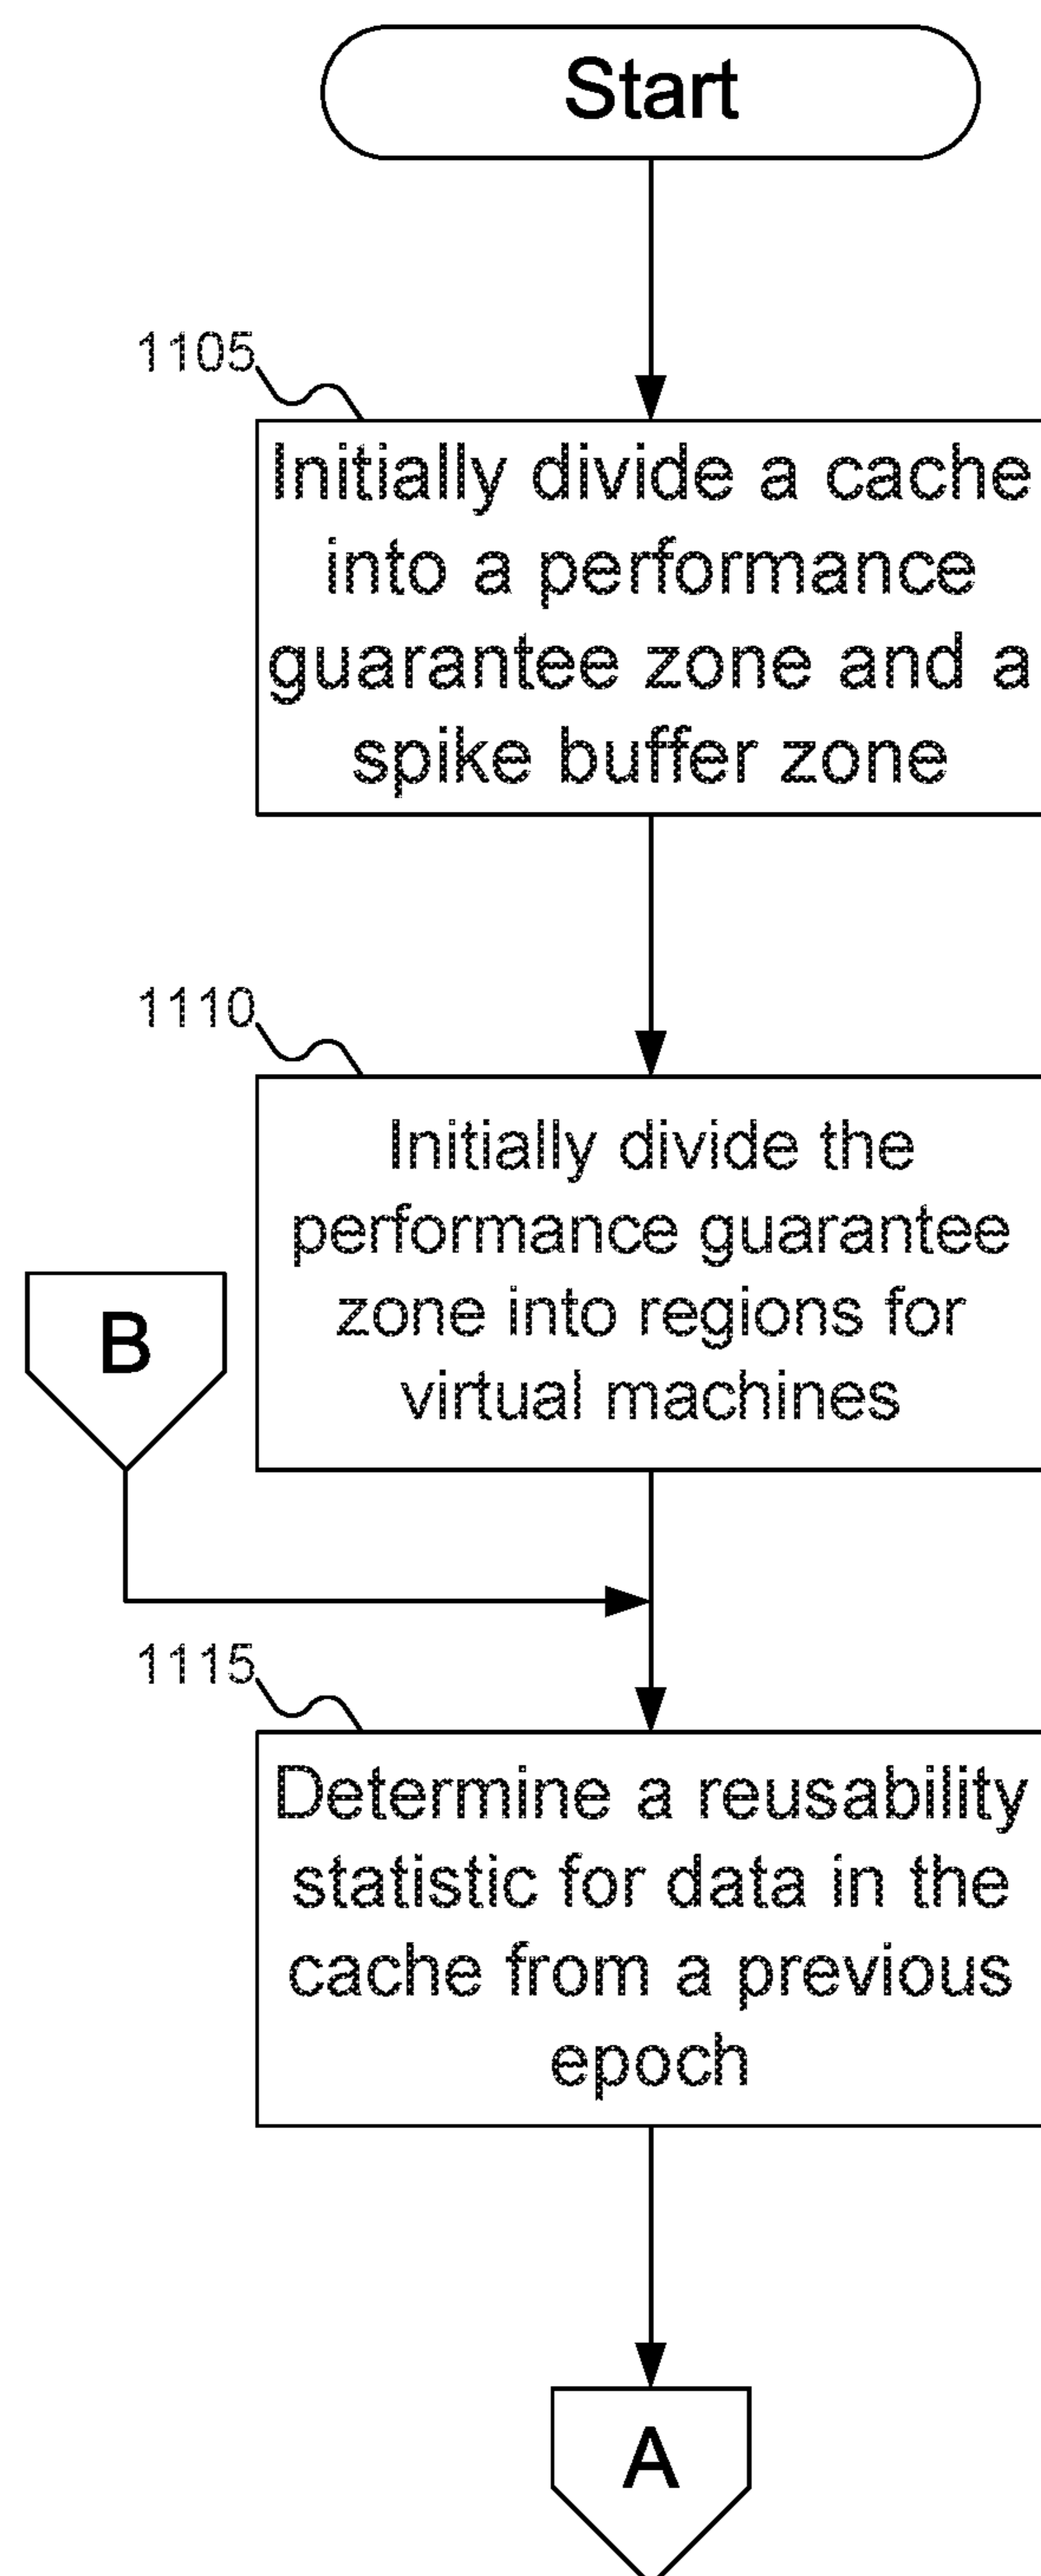 Start
1105
Initially divide a cache
into a performance
guarantee zone and a
spike buffer zone
1110
Initially divide the
performance guarantee
zone into regions for
virtual machines
B
1115
Determine a reusability
statistic for data in the
cache from a previous
epoch
A